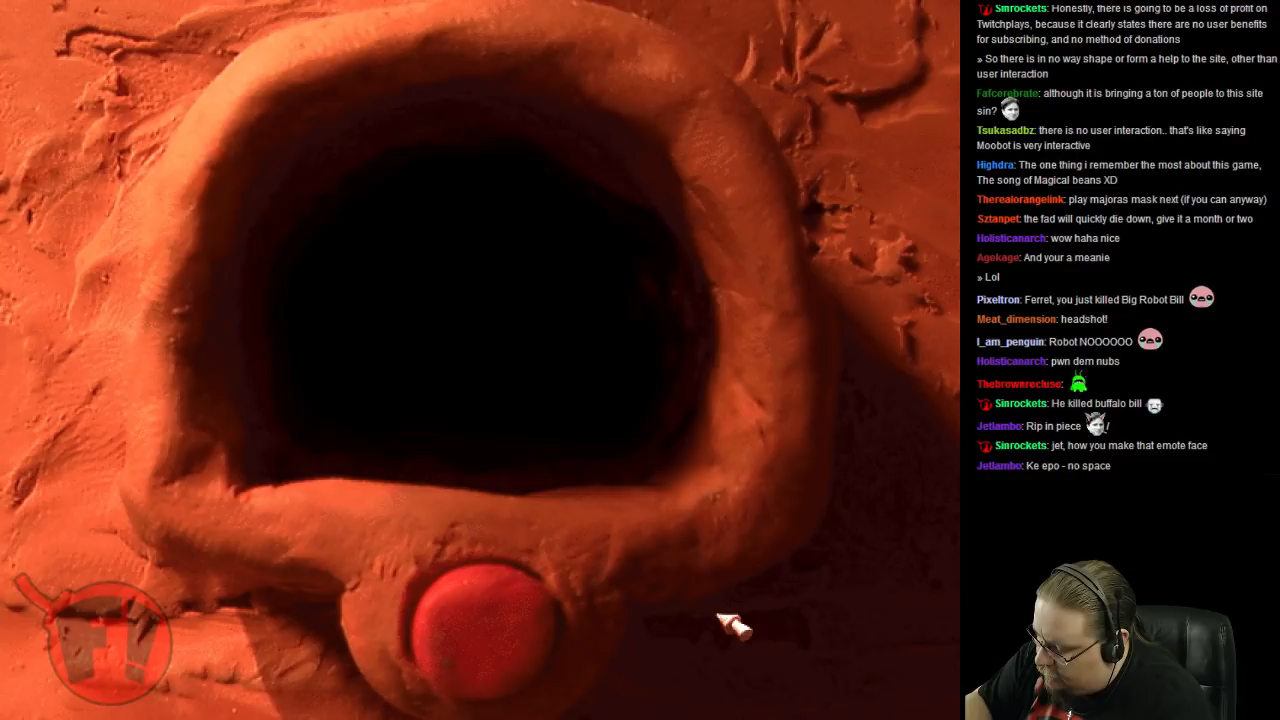 Sinrockets: Honestly, there is going to be a loss of profit on
Twitchplays, because it clearly states there are no user benefits
for subscribing, and no method of donations
» So there is in no way shape or form a help to the site, other than
user interaction
Fafcerebrate: although it is bringing a ton of people to this site
sin?
Tsukasadbz: there is no user interaction.. that's like saying
Moobot is very interactive
Highdra: The one thing i remember the most about this game,
The song of Magical beans XD
Therealorangelink: play majoras mask next (if you can anyway)
Sztanpet: the fad will quickly die down, give it a month or two
Holisticanarch: wow haha nice
Agekage: And your a meanie
» Lol
Pixeltron: Ferret, you just killed Big Robot Bill
Meat_dimension: headshot!
I_am_penguin: Robot NOOOOOO
Holisticanarch: pwn dem nubs
Thebrownrecluse:
Sinrockets: He killed buffalo bill
Jetlambo: Rip in piece /
Sinrockets: jet, how you make that emote face
Jetlambo: Ke epo - no space